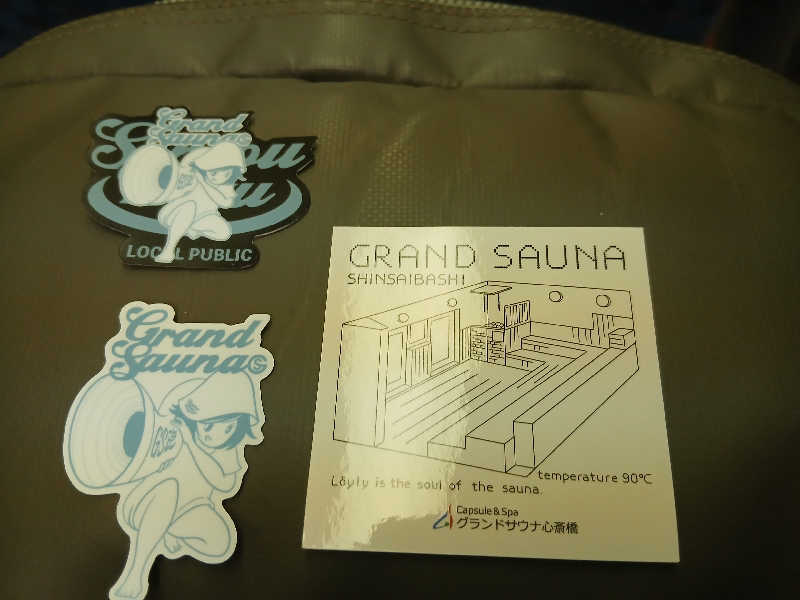 Grand
Sauna G
LOCAL PUBLIC
Grand
Sauna G
GSGS
GRAND SAUNA
SHINSAIBASHI
temperature 90°C
Löyly is the soul of the sauna.
Capsule & Spa
グランドサウナ心斎橋